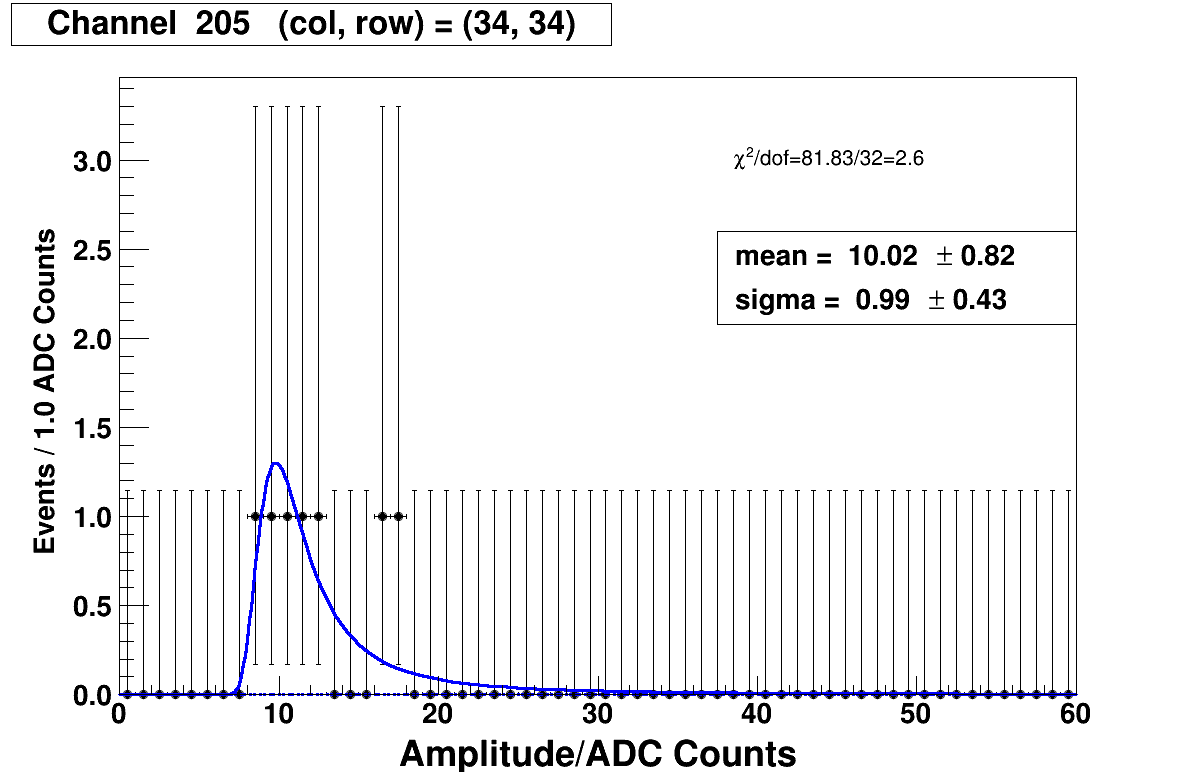 Channel 205 (col, row) = (34, 34)
χ²/dof=81.83/32=2.6
mean = 10.02 ± 0.82
sigma = 0.99 ± 0.43
Events / 1.0 ADC Counts
3.0
2.5
2.0
1.5
1.0
0.5
0.0
0 10 20 30 40 50 60
Amplitude/ADC Counts